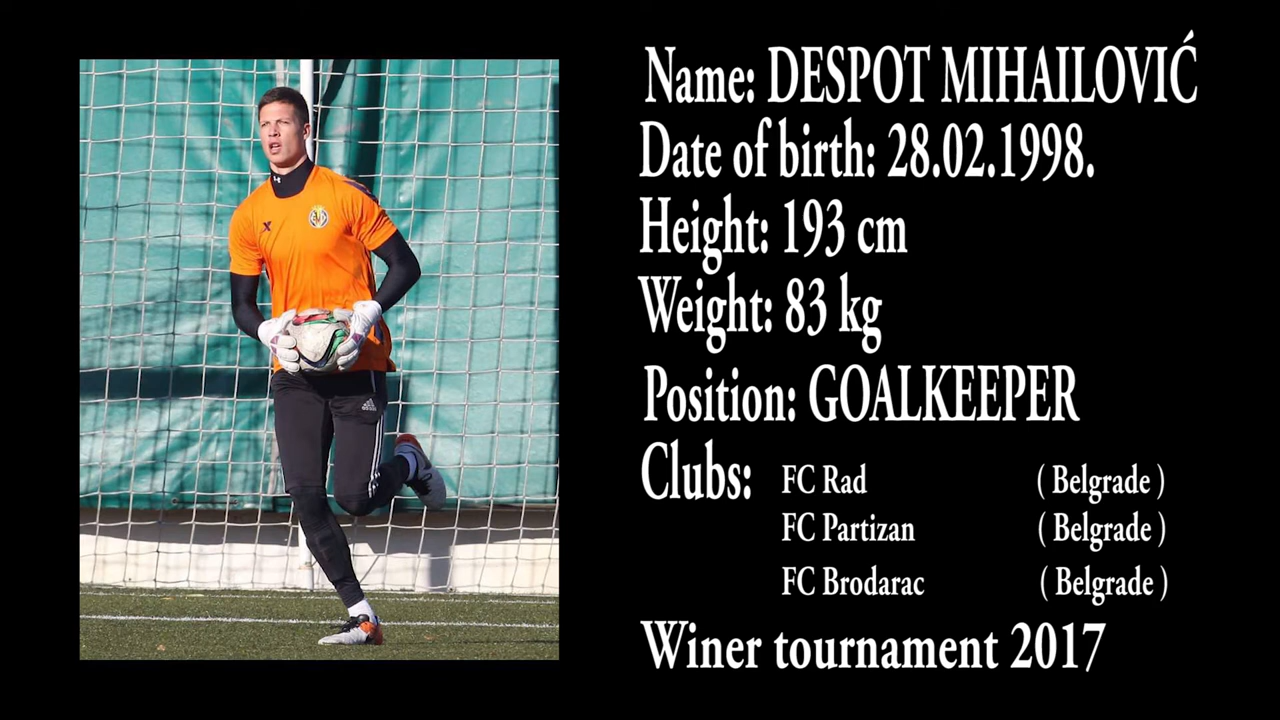 Name: DESPOT MIHAILOVIĆ
Date of birth: 28.02.1998.
Height: 193 cm
Weight: 83 kg
Position: GOALKEEPER
Clubs: FC Rad ( Belgrade )
FC Partizan ( Belgrade )
FC Brodarac ( Belgrade )
Winer tournament 2017